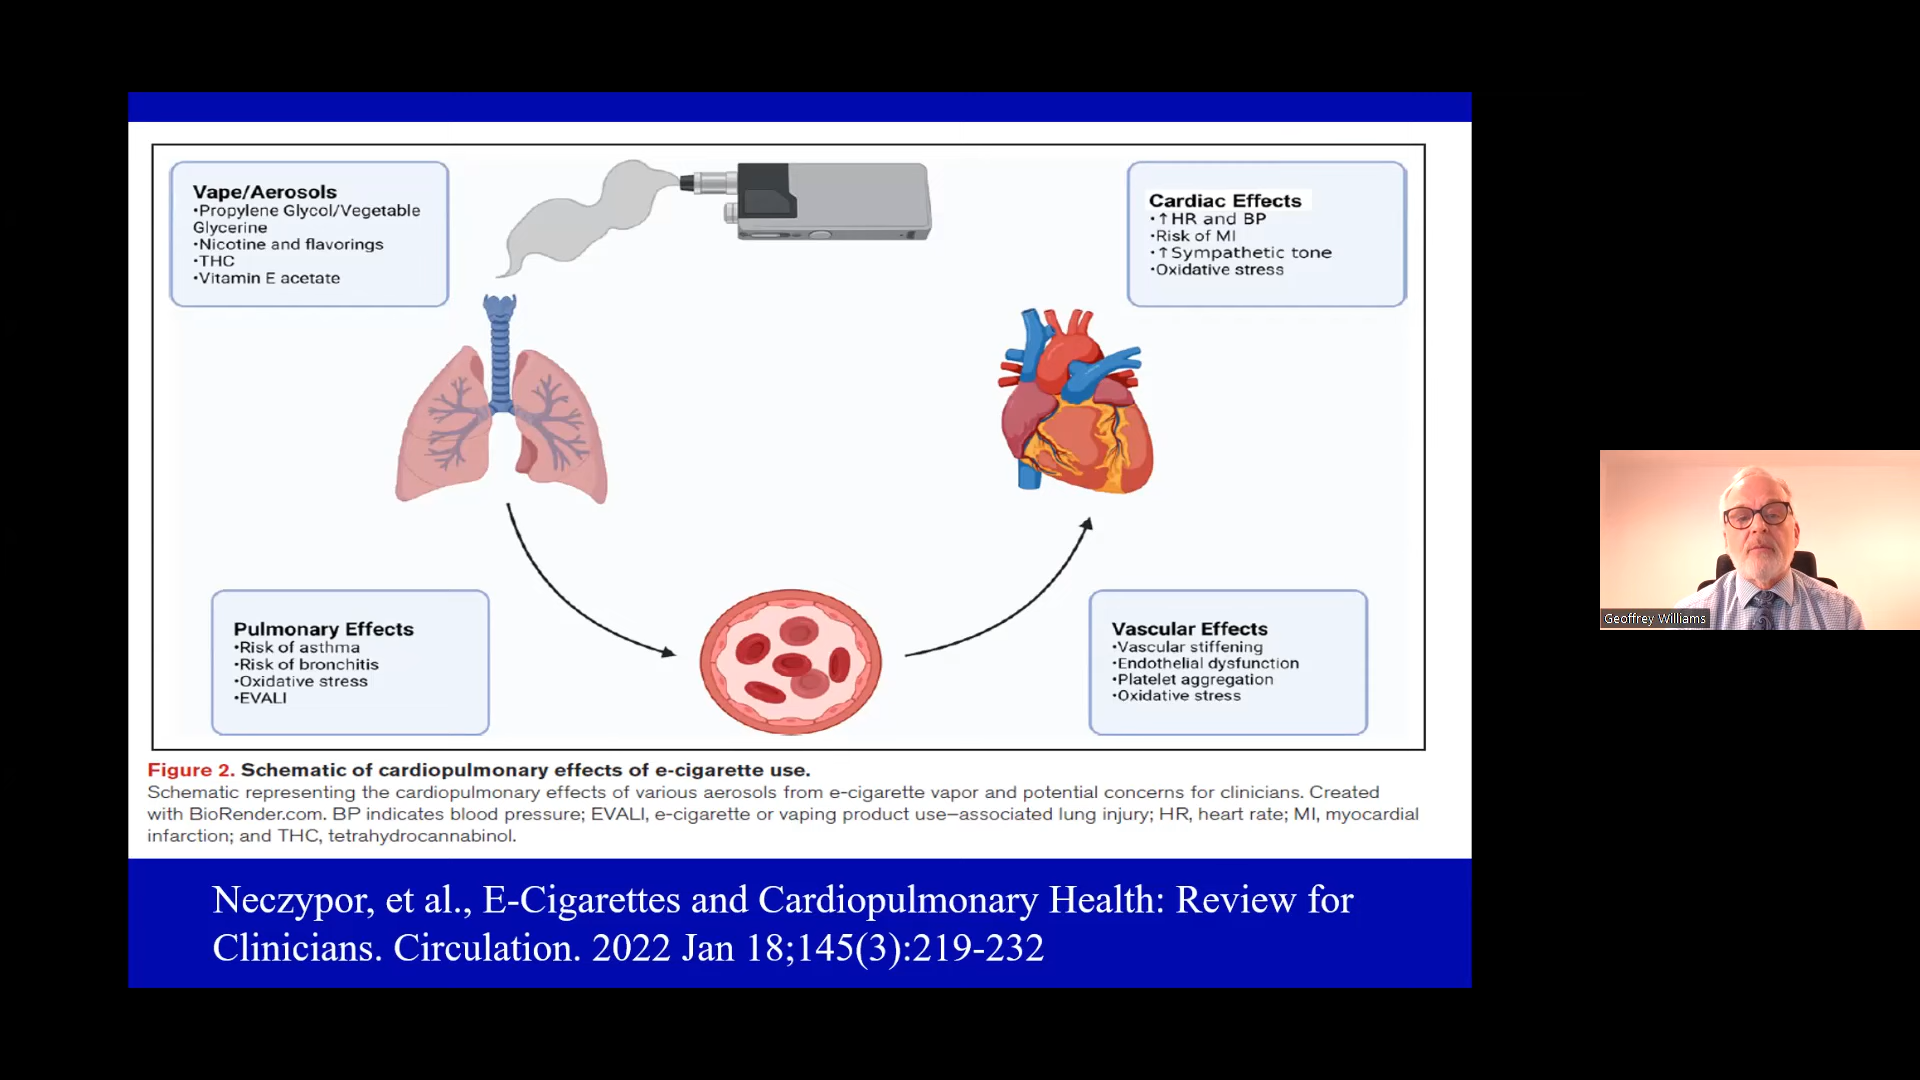 Vape/Aerosols
•Propylene Glycol/Vegetable
Glycerine
•Nicotine and flavorings
•THC
•Vitamin E acetate
Cardiac Effects
•↑HR and BP
•Risk of MI
•↑Sympathetic tone
•Oxidative stress
Pulmonary Effects
•Risk of asthma
•Risk of bronchitis
•Oxidative stress
•EVALI
Vascular Effects
•Vascular stiffening
•Endothelial dysfunction
•Platelet aggregation
•Oxidative stress
Figure 2. Schematic of cardiopulmonary effects of e-cigarette use.
Schematic representing the cardiopulmonary effects of various aerosols from e-cigarette vapor and potential concerns for clinicians. Created
with BioRender.com. BP indicates blood pressure; EVALI, e-cigarette or vaping product use–associated lung injury; HR, heart rate; MI, myocardial
infarction; and THC, tetrahydrocannabinol.
Neczypor, et al., E-Cigarettes and Cardiopulmonary Health: Review for
Clinicians. Circulation. 2022 Jan 18;145(3):219-232
Geoffrey Williams